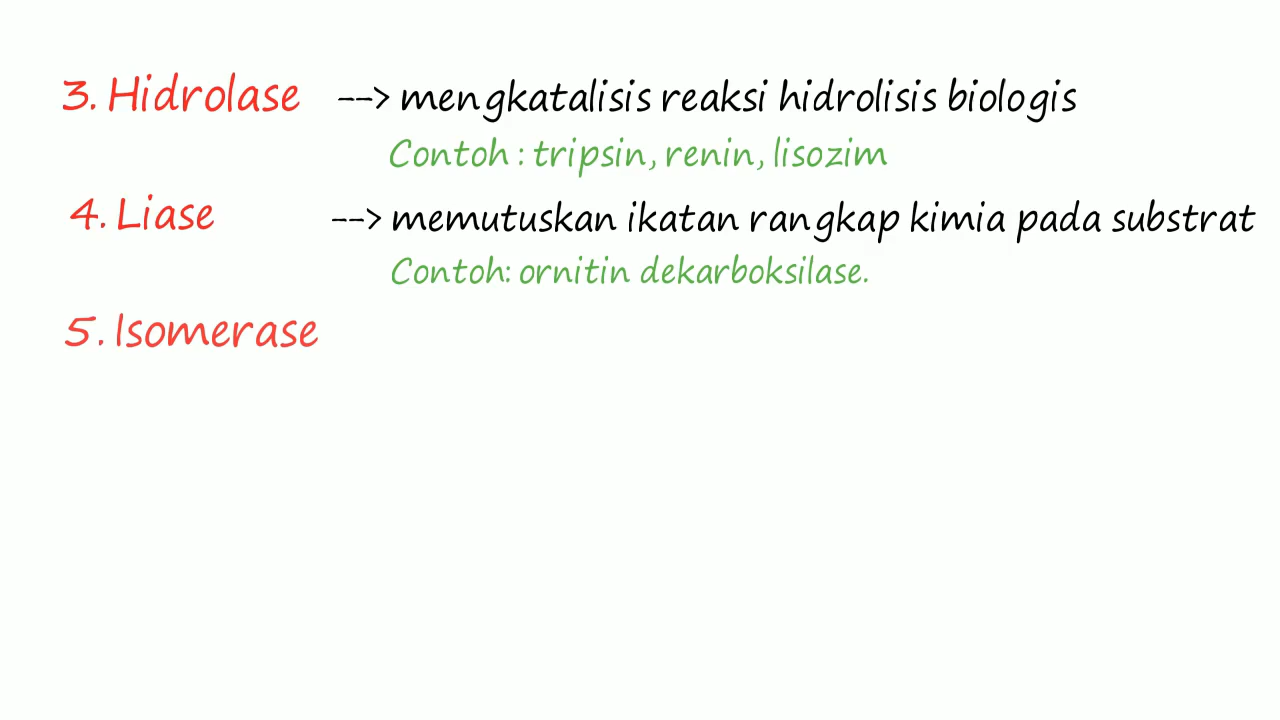 3. Hidrolase --> mengkatalisis reaksi hidrolisis biologis
Contoh : tripsin, renin, lisozim
4. Liase --> memutuskan ikatan rangkap kimia pada substrat
Contoh: ornitin dekarboksilase.
5. Isomerase